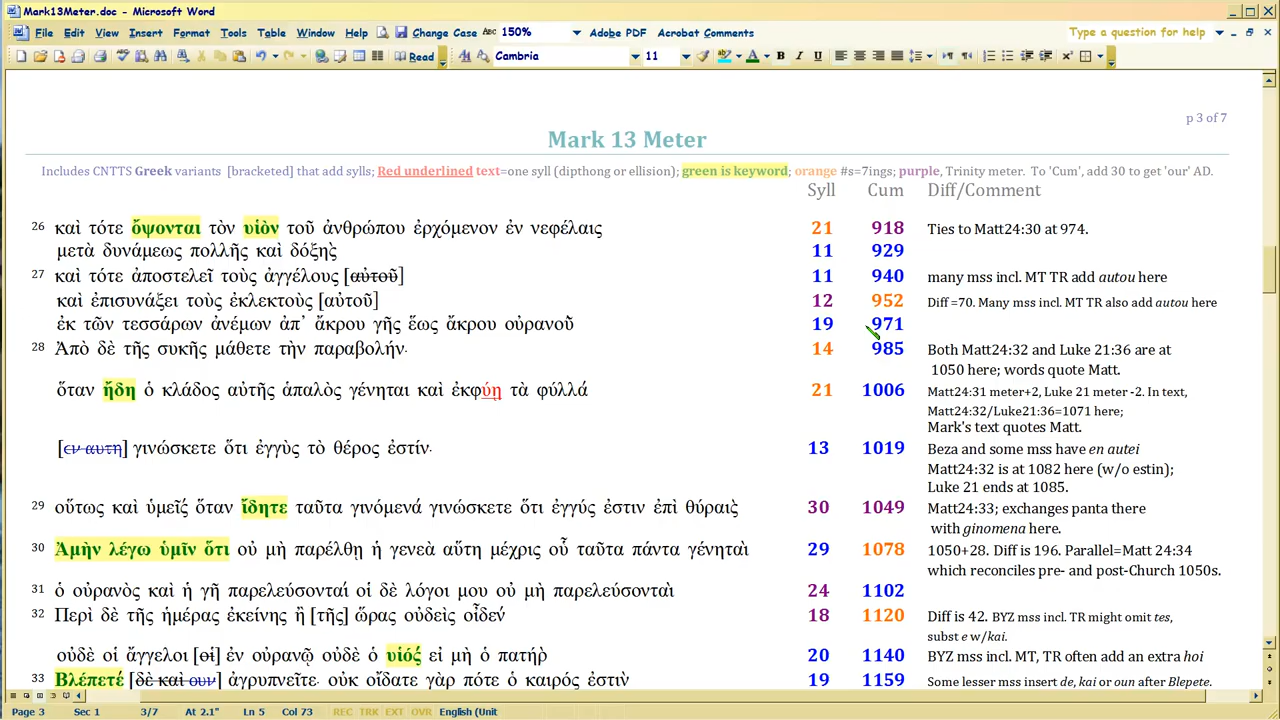 Mark13Meter.doc - Microsoft Word
File Edit View Insert Format Tools Table Window Help Change Case ABC 150% Adobe PDF Acrobat Comments Type a question for help
Read Cambria 11 B I U
p 3 of 7
Mark 13 Meter
Includes CNTTS Greek variants [bracketed] that add sylls; Red underlined text=one syll (dipthong or ellision); green is keyword; orange #s=7ings; purple, Trinity meter. To 'Cum', add 30 to get 'our' AD.
Syll Cum Diff/Comment
26 καὶ τότε ὄψονται τὸν υἱὸν τοῦ ἀνθρώπου ἐρχόμενον ἐν νεφέλαις 21 918 Ties to Matt24:30 at 974.
μετὰ δυνάμεως πολλῆς καὶ δόξηςˋ 11 929
27 καὶ τότε ἀποστελεῖ τοὺς ἀγγέλους [αὐτοῦ] 11 940 many mss incl. MT TR add autou here
καὶ ἐπισυνάξει τοὺς ἐκλεκτοὺς [αὐτοῦ] 12 952 Diff =70. Many mss incl. MT TR also add autou here
ἐκ τῶν τεσσάρων ἀνέμων ἀπ᾽ ἄκρου γῆς ἕως ἄκρου οὐρανοῦ 19 971
28 Ἀπὸ δὲ τῆς συκῆς μάθετε τὴν παραβολήν· 14 985 Both Matt24:32 and Luke 21:36 are at
1050 here; words quote Matt.
ὅταν ἤδη ὁ κλάδος αὐτῆς ἁπαλὸς γένηται καὶ ἐκφύῃ τὰ φύλλά 21 1006 Matt24:31 meter+2, Luke 21 meter -2. In text,
Matt24:32/Luke21:36=1071 here;
Mark's text quotes Matt.
[εν αυτη] γινώσκετε ὅτι ἐγγὺς τὸ θέρος ἐστίν· 13 1019 Beza and some mss have en autei
Matt24:32 is at 1082 here (w/o estin);
Luke 21 ends at 1085.
29 οὕτως καὶ ὑμεῖς́ ὅταν ἴδητε ταῦτα γινόμενά γινώσκετε ὅτι ἐγγύς ἐστιν ἐπὶ θύραιςˋ 30 1049 Matt24:33; exchanges panta there
with ginomena here.
30 Ἀμὴν λέγω ὑμῖν ὅτι οὐ μὴ παρέλθῃ ἡ γενεὰ αὕτη μέχρις οὗ ταῦτα πάντα γένηταὶ 29 1078 1050+28. Diff is 196. Parallel=Matt 24:34
which reconciles pre- and post-Church 1050s.
31 ὁ οὐρανὸς καὶ ἡ γῆ παρελεύσονταί οἱ δὲ λόγοι μου οὐ μὴ παρελεύσονταὶ 24 1102
32 Περὶ δὲ τῆς ἡμέρας ἐκείνης ἢ [τῆς] ὥρας οὐδεὶς οἶδεν́ 18 1120 Diff is 42. BYZ mss incl. TR might omit tes,
subst e w/kai.
οὐδὲ οἱ ἄγγελοι [οἱ] ἐν οὐρανῷ οὐδὲ ὁ υἱός́ εἰ μὴ ὁ πατήρˋ 20 1140 BYZ mss incl. MT, TR often add an extra hoi
33 Βλέπετέ [δὲ καὶ ουν] ἀγρυπνεῖτε· οὐκ οἴδατε γὰρ πότε ὁ καιρός ἐστιν̀ 19 1159 Some lesser mss insert de, kai or oun after Blepete.
Page 3 Sec 1 3/7 At 2.1" Ln 5 Col 73 REC TRK EXT OVR English (Unit